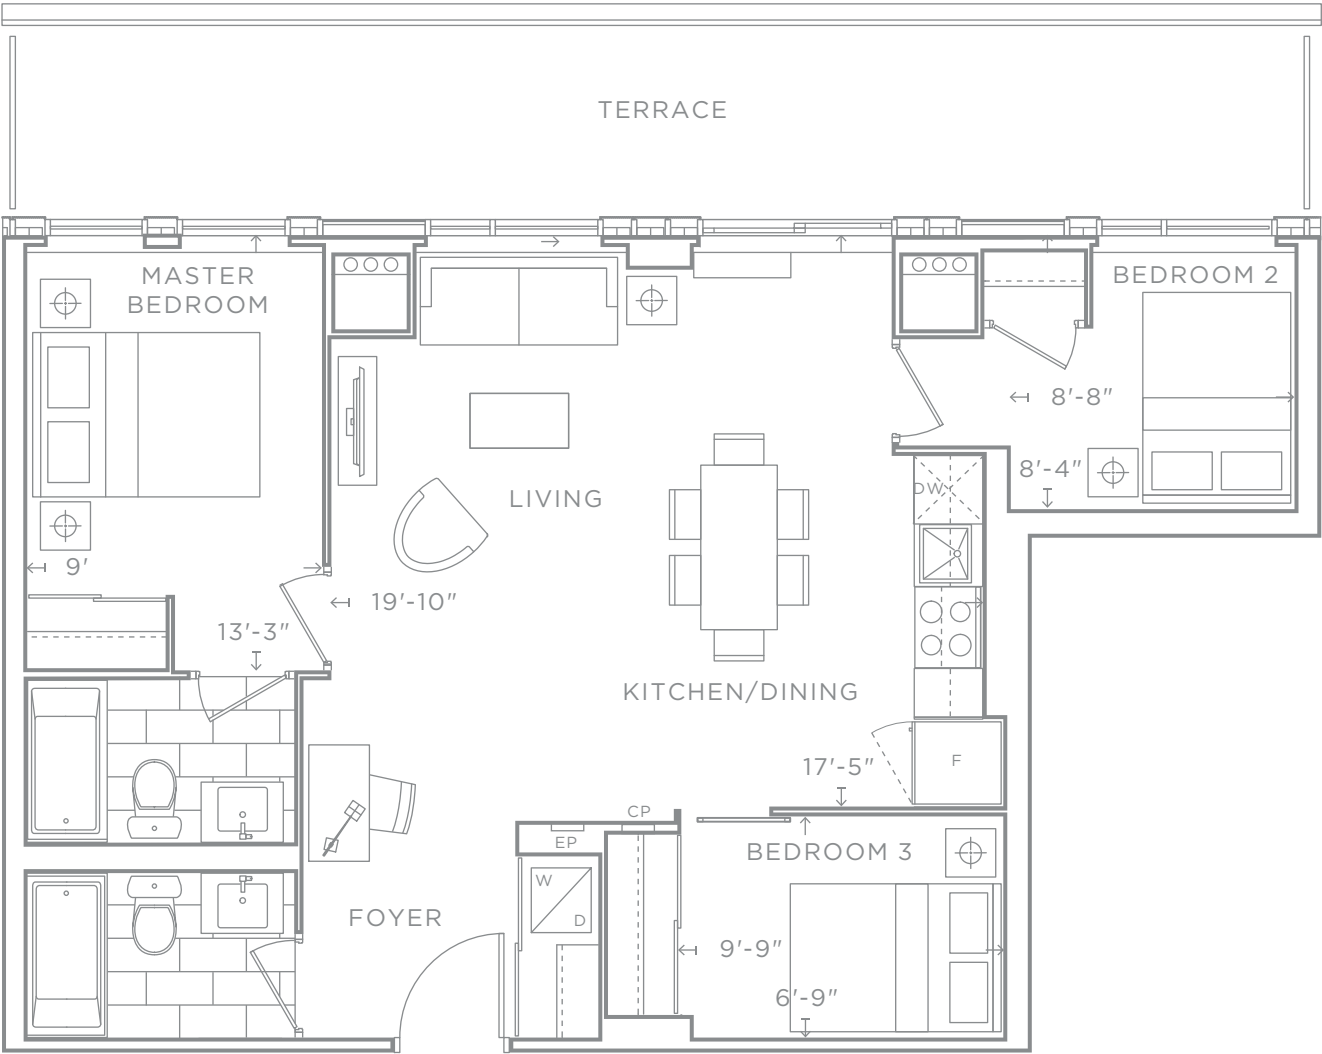 TERRACE
MASTER
BEDROOM
BEDROOM 2
8'-8"
8'-4"
DW
LIVING
9'
19'-10"
13'-3"
KITCHEN/DINING
17'-5"
F
CP
EP
BEDROOM 3
W
D
FOYER
9'-9"
6'-9"